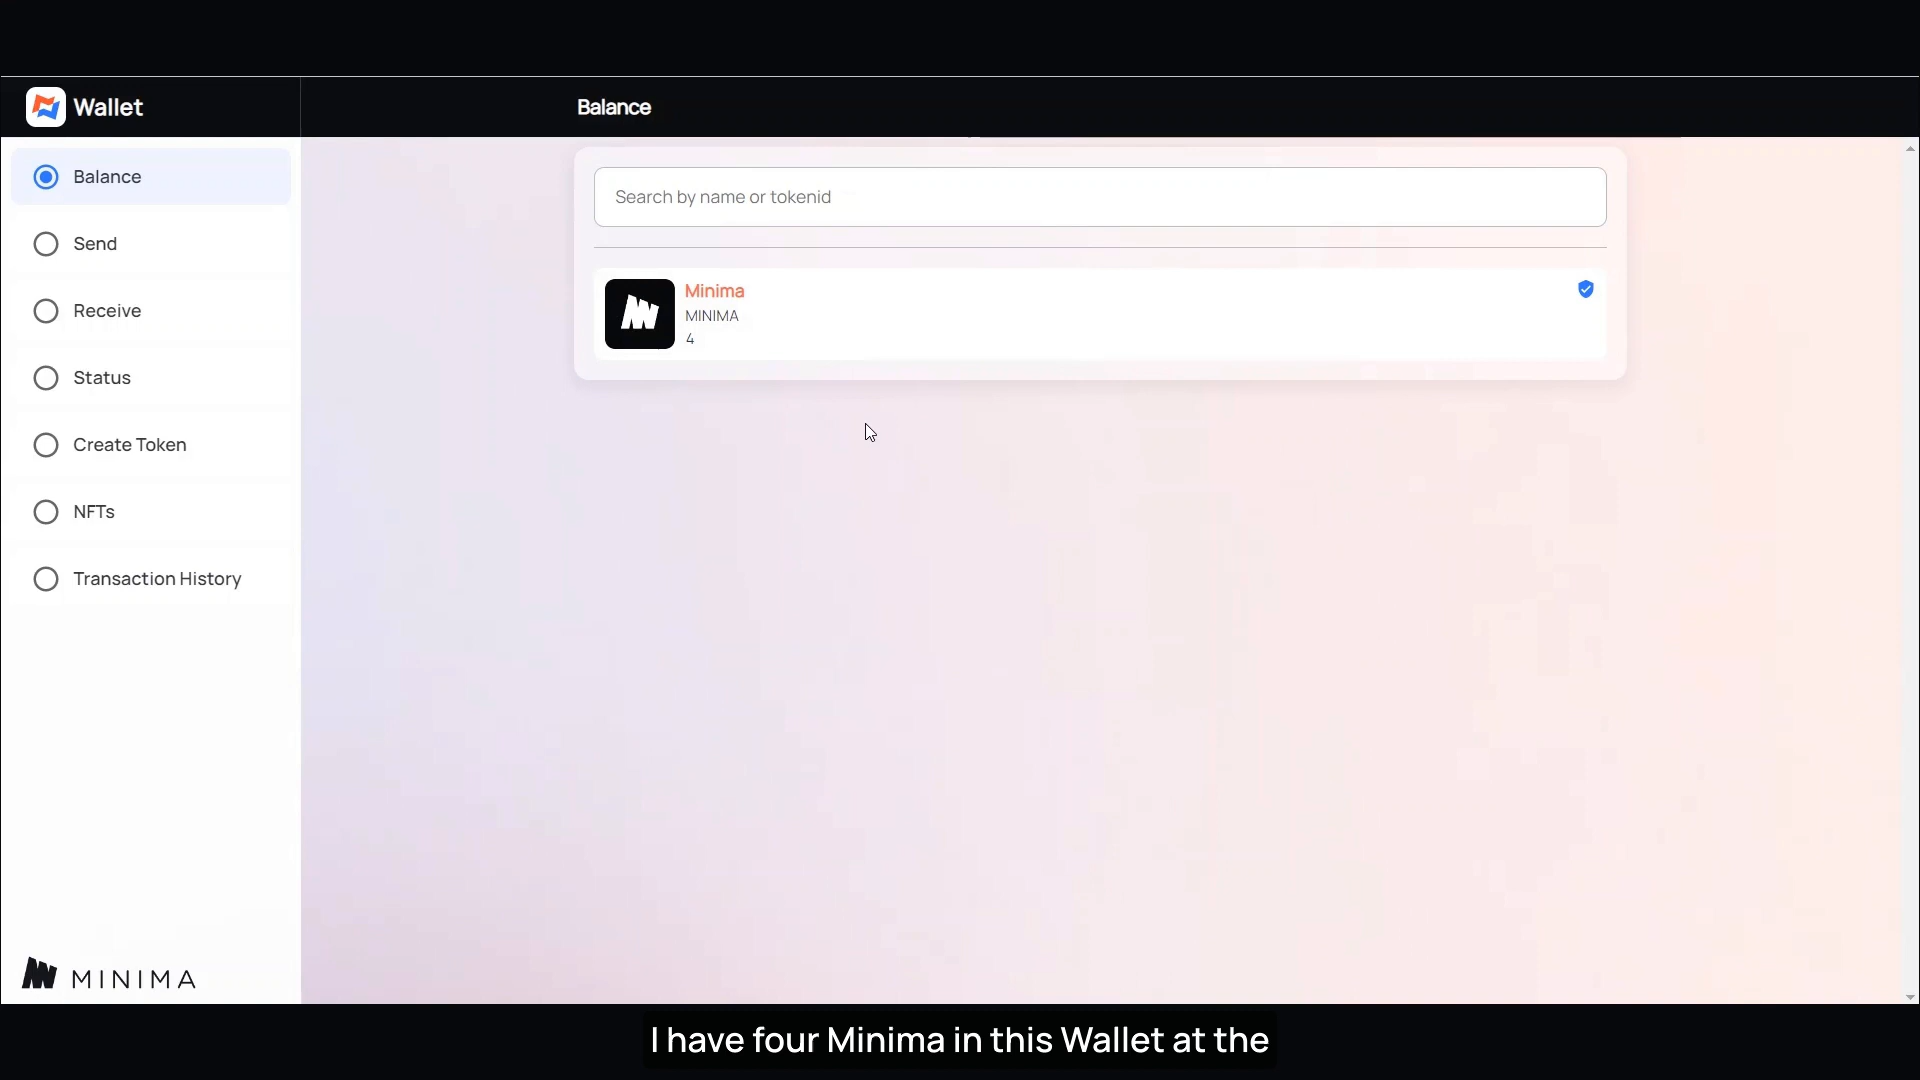 Wallet
Balance
Balance
Send
Receive
Status
Create Token
NFTs
Transaction History
Search by name or tokenid
Minima
MINIMA
4
MINIMA
I have four Minima in this Wallet at the